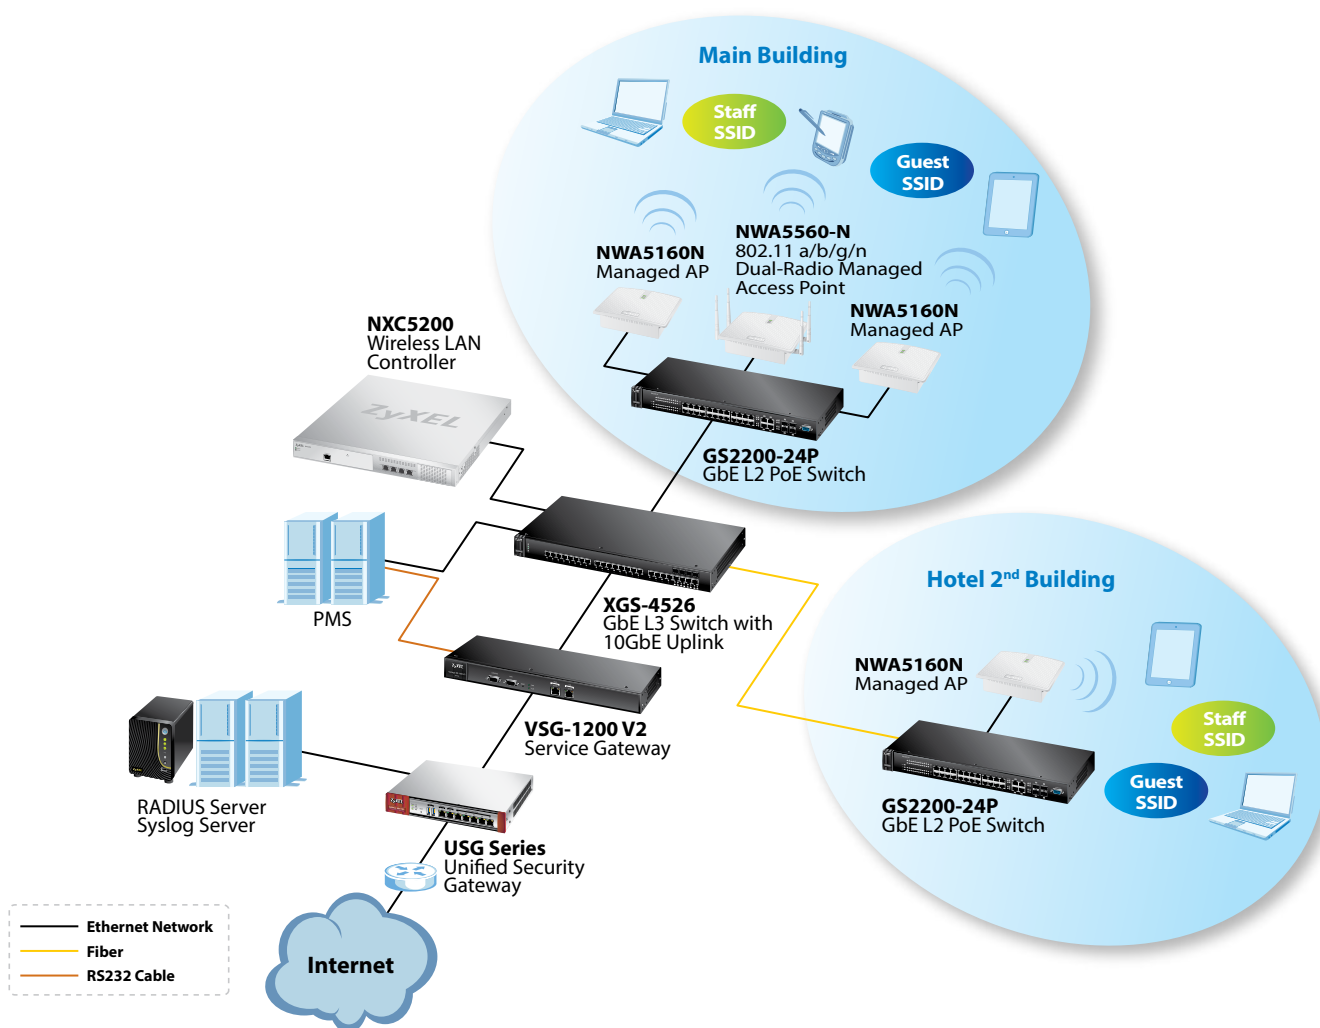 Main Building
Staff
SSID
Guest
SSID
NWA5560-N
802.11 a/b/g/n
Dual-Radio Managed
Access Point
NWA5160N
Managed AP
NWA5160N
Managed AP
NXC5200
Wireless LAN
Controller
ZyXEL
GS2200-24P
GbE L2 PoE Switch
PMS
XGS-4526
GbE L3 Switch with
10GbE Uplink
Hotel 2nd Building
NWA5160N
Managed AP
Staff
SSID
Guest
SSID
GS2200-24P
GbE L2 PoE Switch
VSG-1200 V2
Service Gateway
RADIUS Server
Syslog Server
USG Series
Unified Security
Gateway
Internet
Ethernet Network
Fiber
RS232 Cable